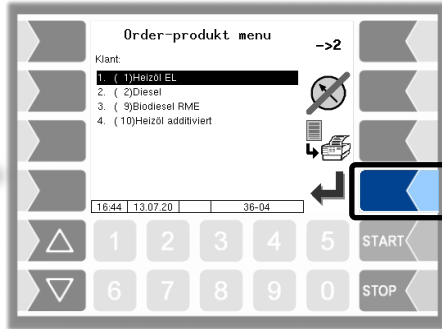 Order-produkt menu
->2
Klant:
1. ( 1)Heizöl EL
2. ( 2)Diesel
3. ( 9)Biodiesel RME
4. ( 10)Heizöl additiviert
16:44 13.07.20 36-04
1 2 3 4 5 START
6 7 8 9 0 STOP